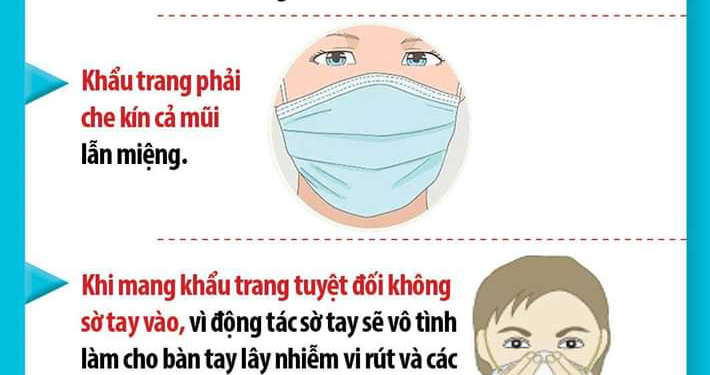 Khẩu trang phải
che kín cả mũi
lẫn miệng.
Khi mang khẩu trang tuyệt đối không
sờ tay vào, vì động tác sờ tay sẽ vô tình
làm cho bàn tay lây nhiễm vi rút và các